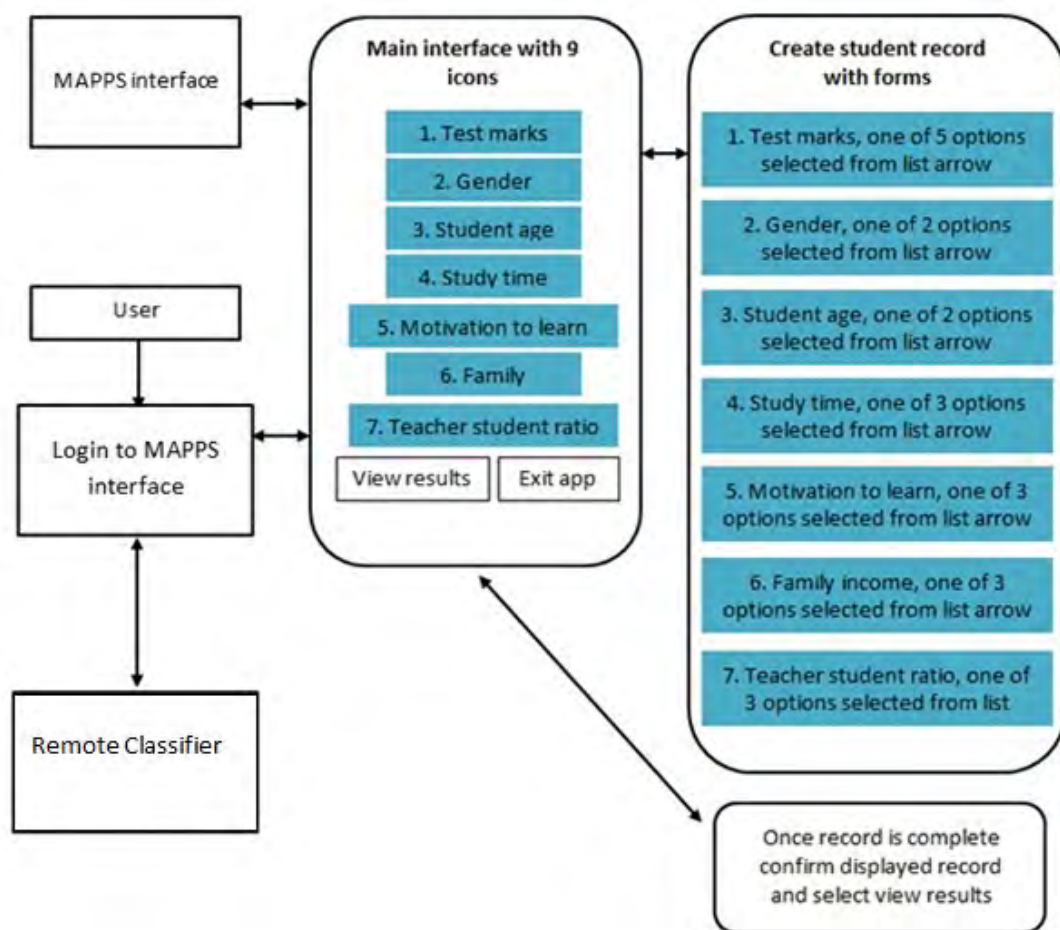 MAPPS interface
User
Login to MAPPS
interface
Remote Classifier
Main interface with 9
icons
1. Test marks
2. Gender
3. Student age
4. Study time
5. Motivation to learn
6. Family
7. Teacher student ratio
View results
Exit app
Create student record
with forms
1. Test marks, one of 5 options
selected from list arrow
2. Gender, one of 2 options
selected from list arrow
3. Student age, one of 2 options
selected from list arrow
4. Study time, one of 3 options
selected from list arrow
5. Motivation to learn, one of 3
options selected from list arrow
6. Family income, one of 3
options selected from list arrow
7. Teacher student ratio, one of
3 options selected from list
Once record is complete
confirm displayed record
and select view results